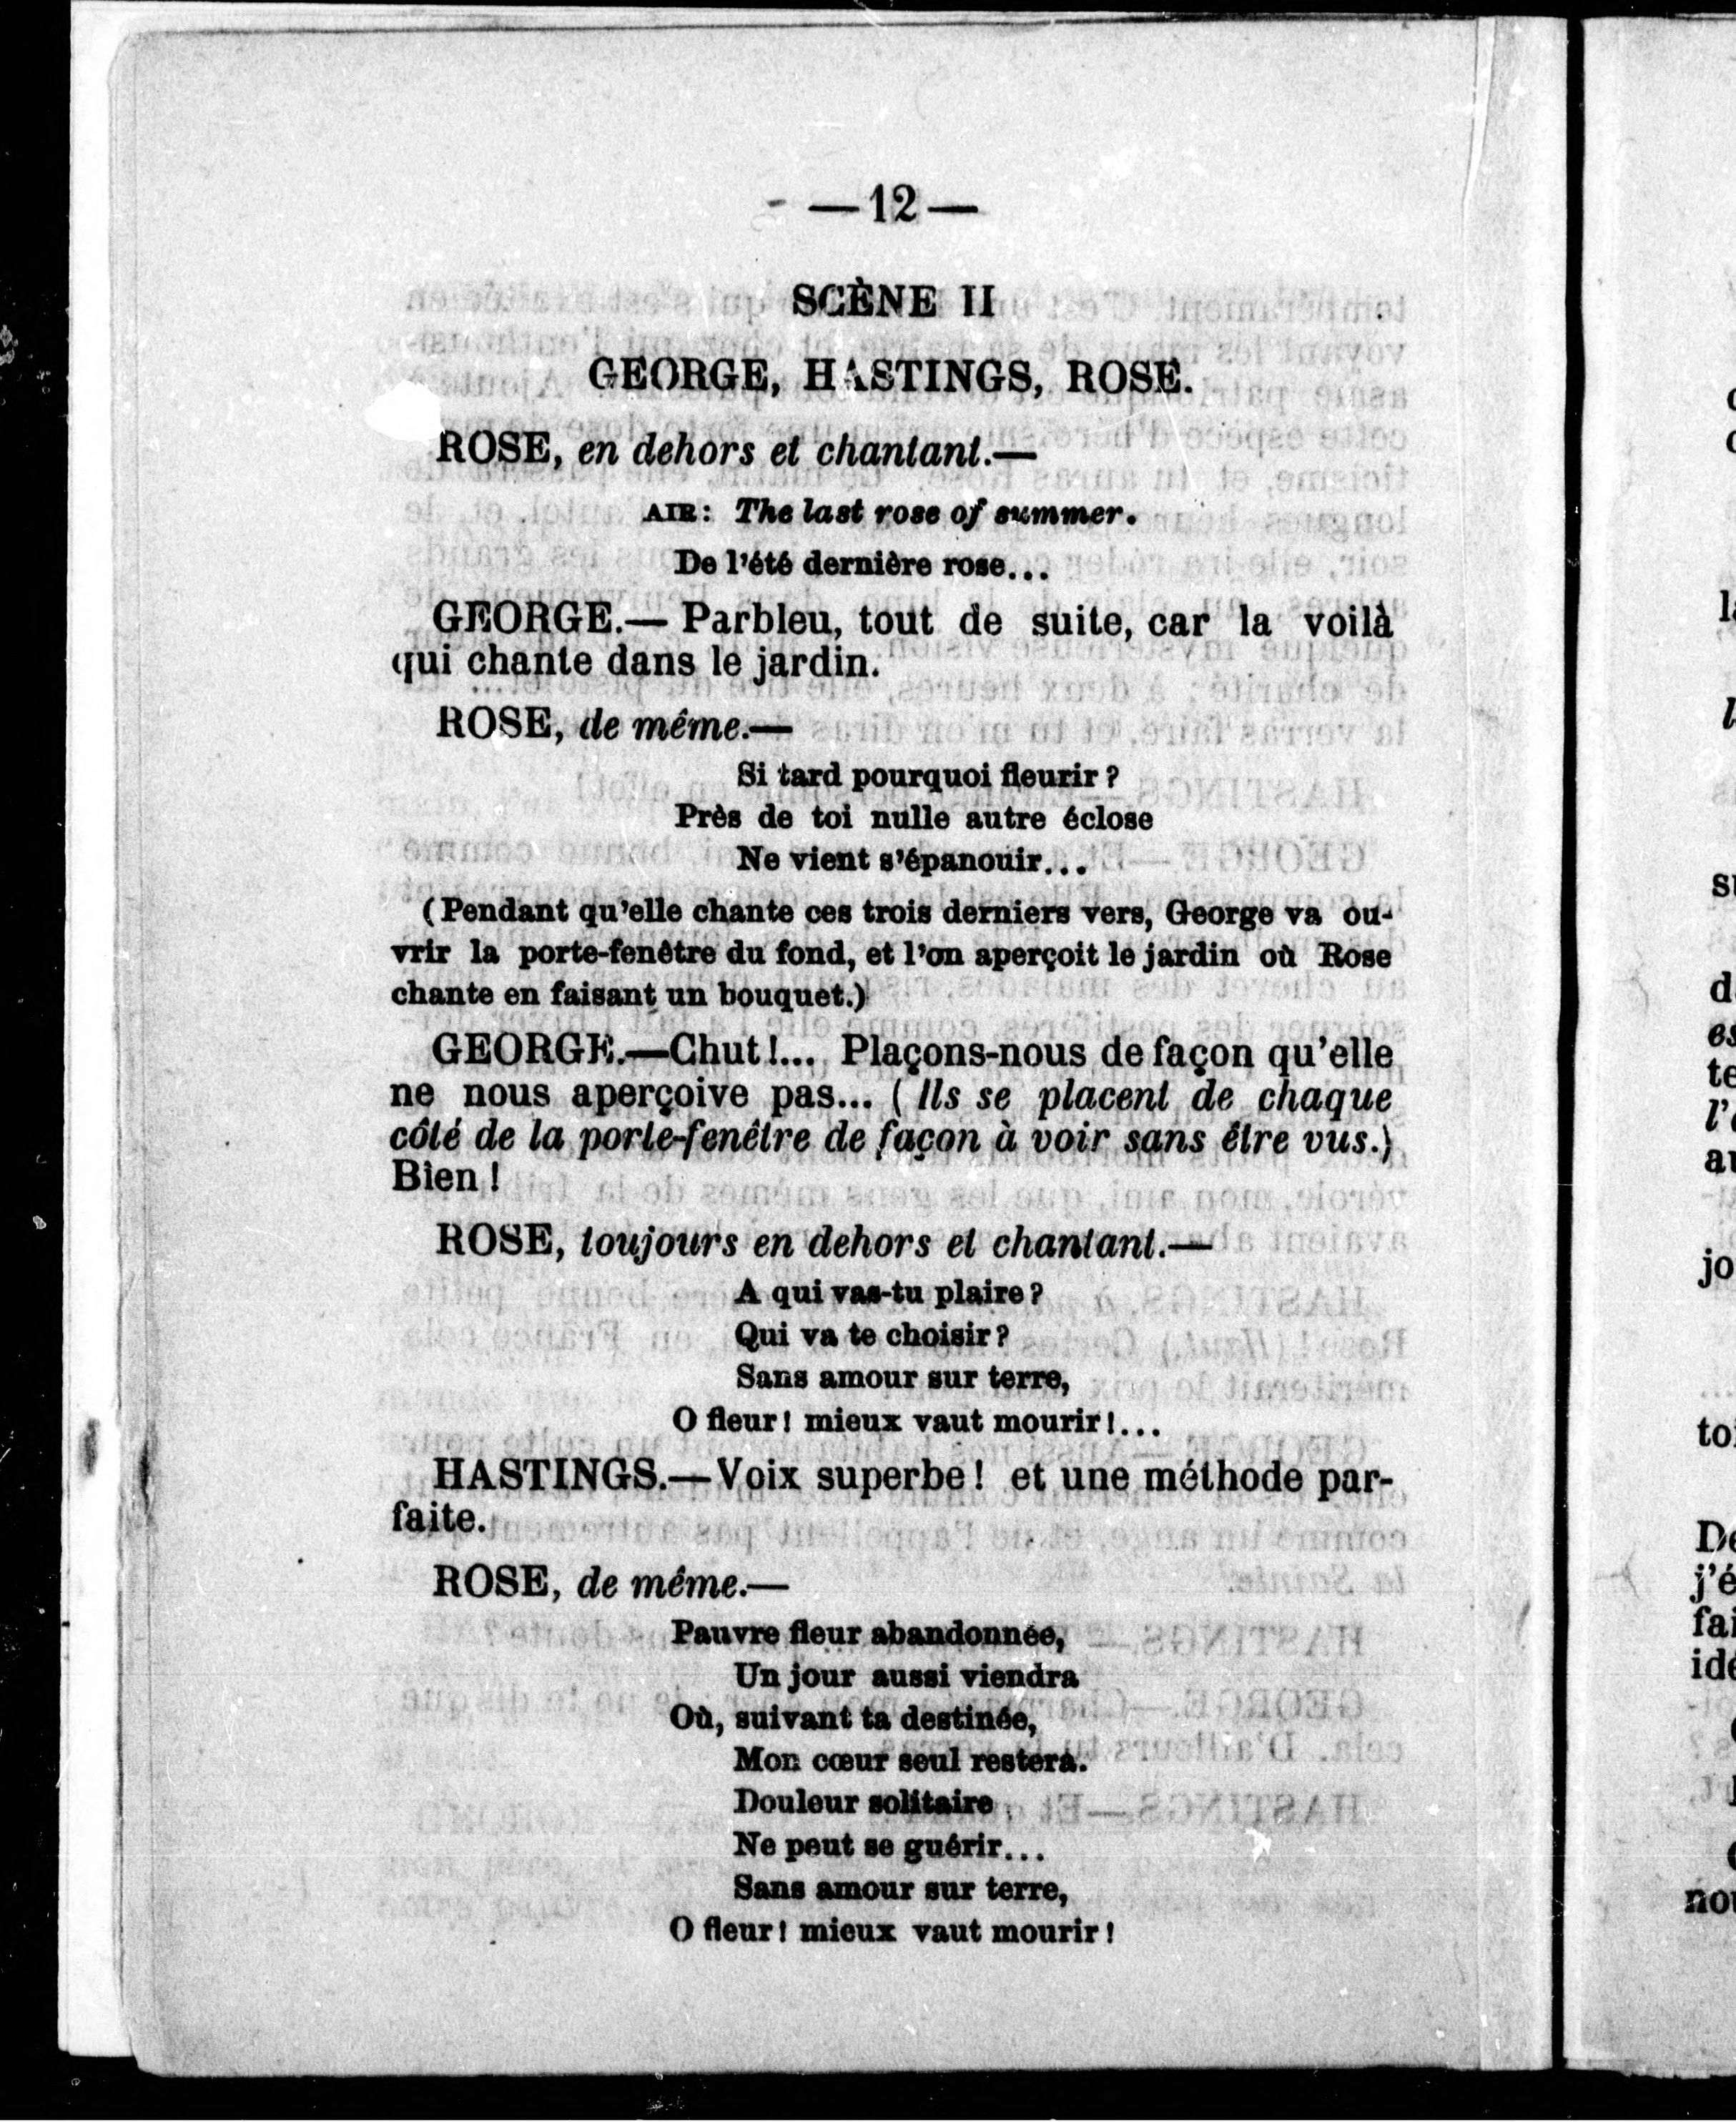 —12—
SCÈNE II
GEORGE, HASTINGS, ROSE.
ROSE, en dehors et chantant.—
AIR: The last rose of summer.
De l'été dernière rose...
GEORGE.— Parbleu, tout de suite, car la voilà
qui chante dans le jardin.
ROSE, de même.—
Si tard pourquoi fleurir ?
Près de toi nulle autre éclose
Ne vient s'épanouir...
(Pendant qu'elle chante ces trois derniers vers, George va ou-
vrir la porte-fenêtre du fond, et l'on aperçoit le jardin où Rose
chante en faisant un bouquet.)
GEORGE.—Chut !... Plaçons-nous de façon qu'elle
ne nous aperçoive pas... ( Ils se placent de chaque
côté de la porte-fenêtre de façon à voir sans être vus.)
Bien !
ROSE, toujours en dehors et chantant.—
A qui vas-tu plaire ?
Qui va te choisir ?
Sans amour sur terre,
O fleur ! mieux vaut mourir !...
HASTINGS.—Voix superbe ! et une méthode par-
faite.
ROSE, de même.—
Pauvre fleur abandonnée,
Un jour aussi viendra
Où, suivant ta destinée,
Mon cœur seul restera.
Douleur solitaire
Ne peut se guérir...
Sans amour sur terre,
O fleur ! mieux vaut mourir !